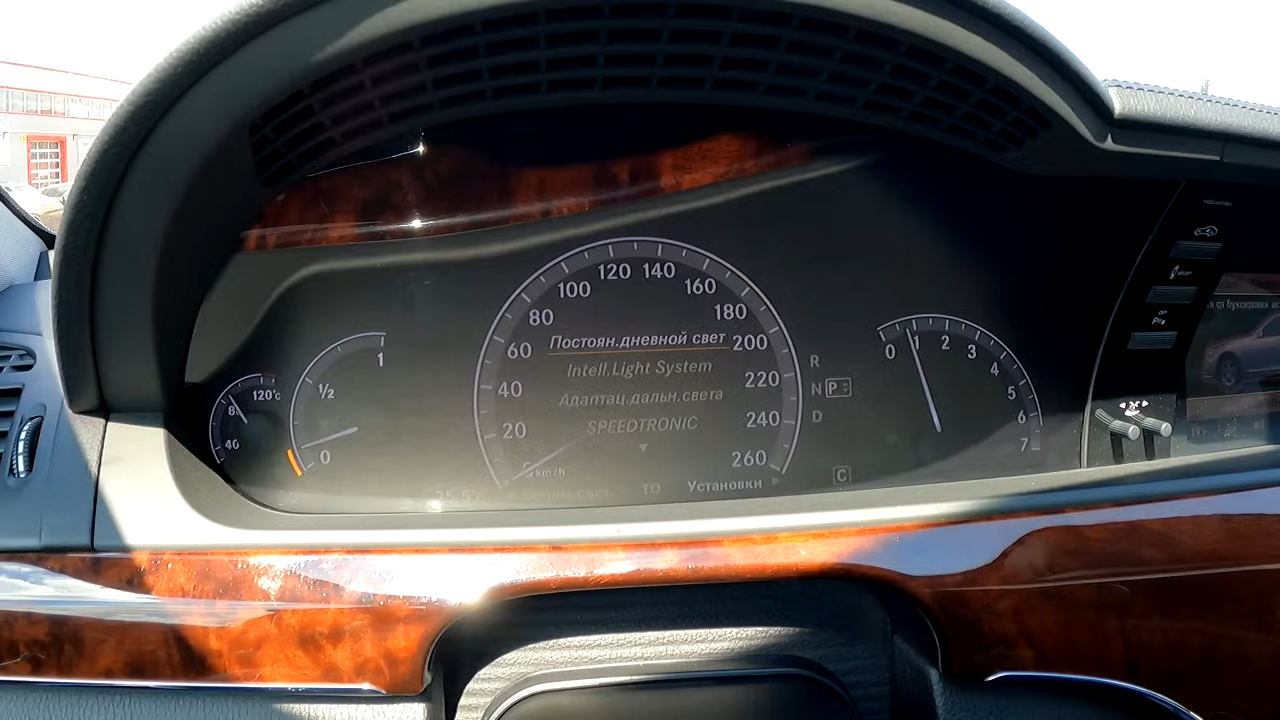 120 140
100 160
80 180
Постоян.дневной свет
60 200
Intell.Light System
40 220
Адаптац.дальн.света
20 240
SPEEDTRONIC
260
km/h
ТО Установки
120°C
40
1
½
0
R
N P
D
C
0 1 2 3 4 5 6 7
OFF